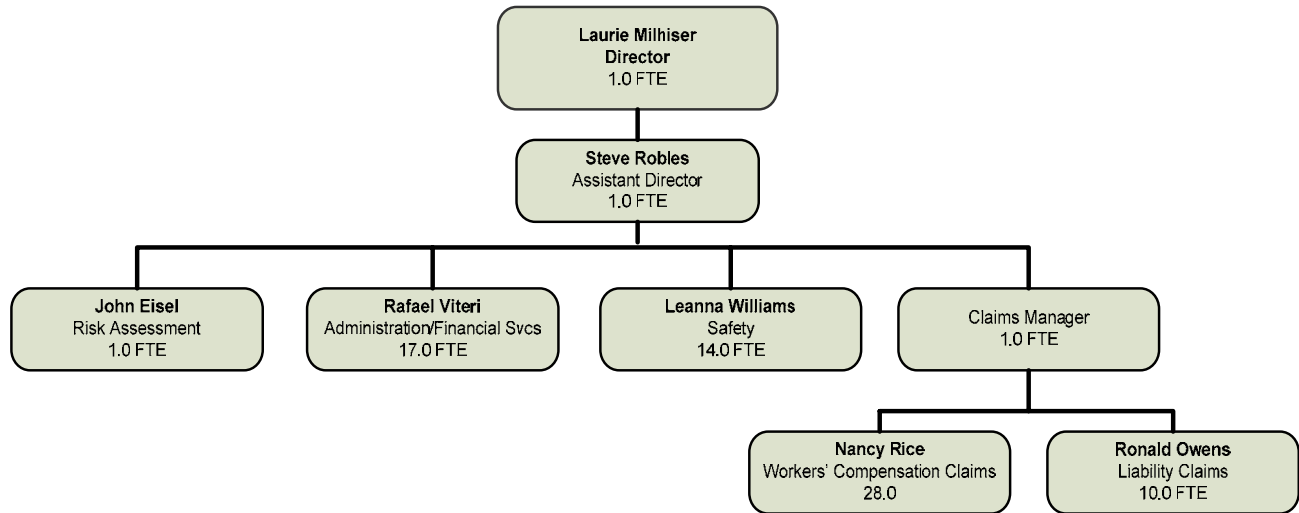 Laurie Milhiser
Director
1.0 FTE
Steve Robles
Assistant Director
1.0 FTE
John Eisel
Risk Assessment
1.0 FTE
Rafael Viteri
Administration/Financial Svcs
17.0 FTE
Leanna Williams
Safety
14.0 FTE
Claims Manager
1.0 FTE
Nancy Rice
Workers’ Compensation Claims
28.0
Ronald Owens
Liability Claims
10.0 FTE